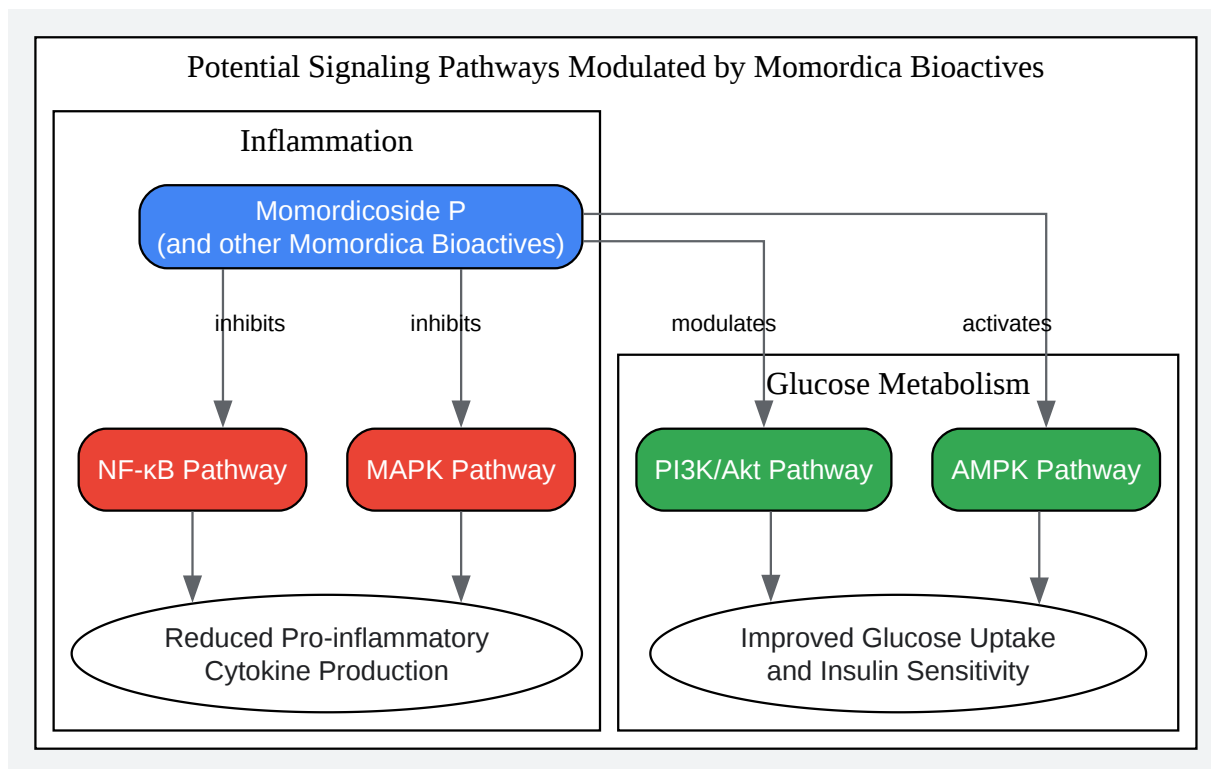 Potential Signaling Pathways Modulated by Momordica Bioactives
Inflammation
Momordicoside P
(and other Momordica Bioactives)
inhibits
inhibits
modulates
activates
Glucose Metabolism
NF-κB Pathway
MAPK Pathway
PI3K/Akt Pathway
AMPK Pathway
Reduced Pro-inflammatory
Cytokine Production
Improved Glucose Uptake
and Insulin Sensitivity